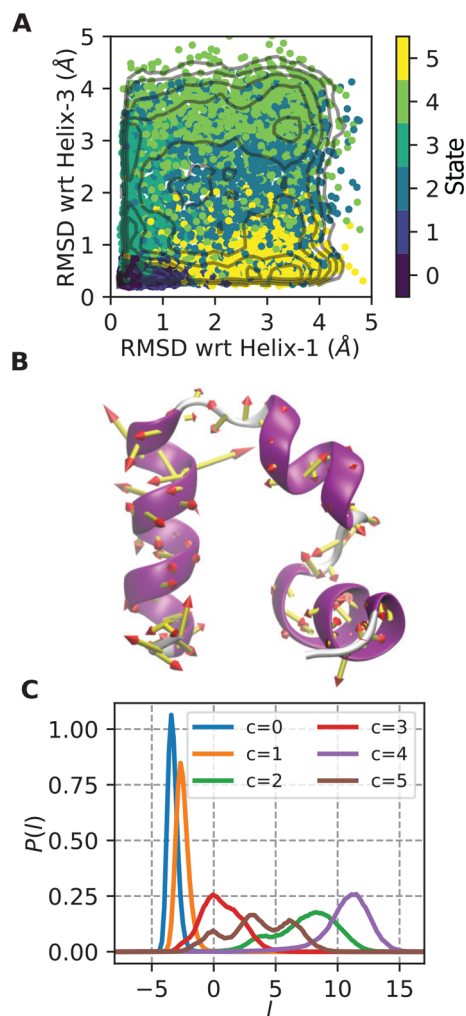 A
RMSD wrt Helix-3 (Å)
5
4
3
2
1
0
0 1 2 3 4 5
RMSD wrt Helix-1 (Å)
5
4
3
2
1
0
State
B
C
P(l)
1.00
0.75
0.50
0.25
0.00
c=0 c=3
c=1 c=4
c=2 c=5
−5 0 5 10 15
l